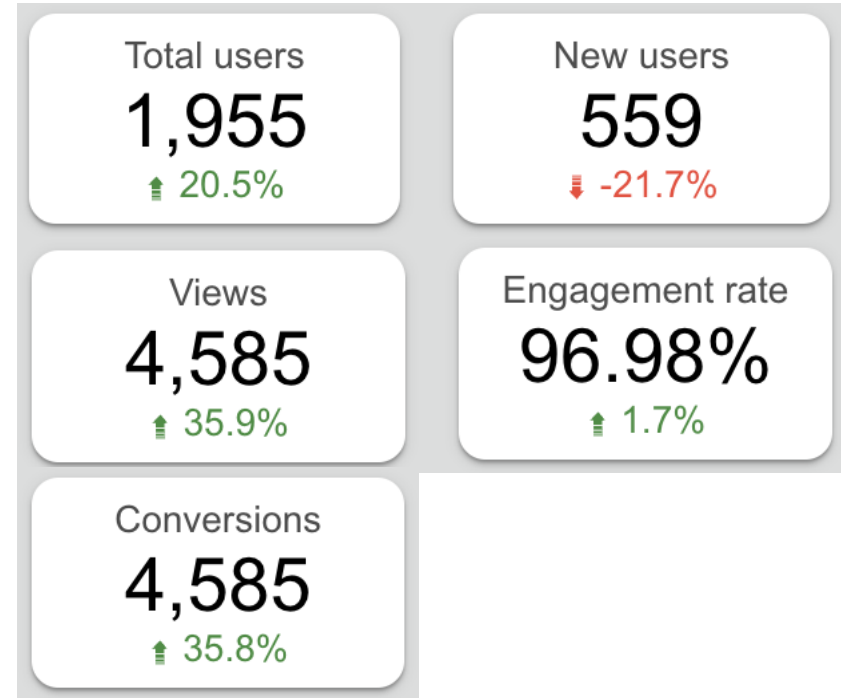 Total users
1,955
20.5%
New users
559
-21.7%
Views
4,585
35.9%
Engagement rate
96.98%
1.7%
Conversions
4,585
35.8%